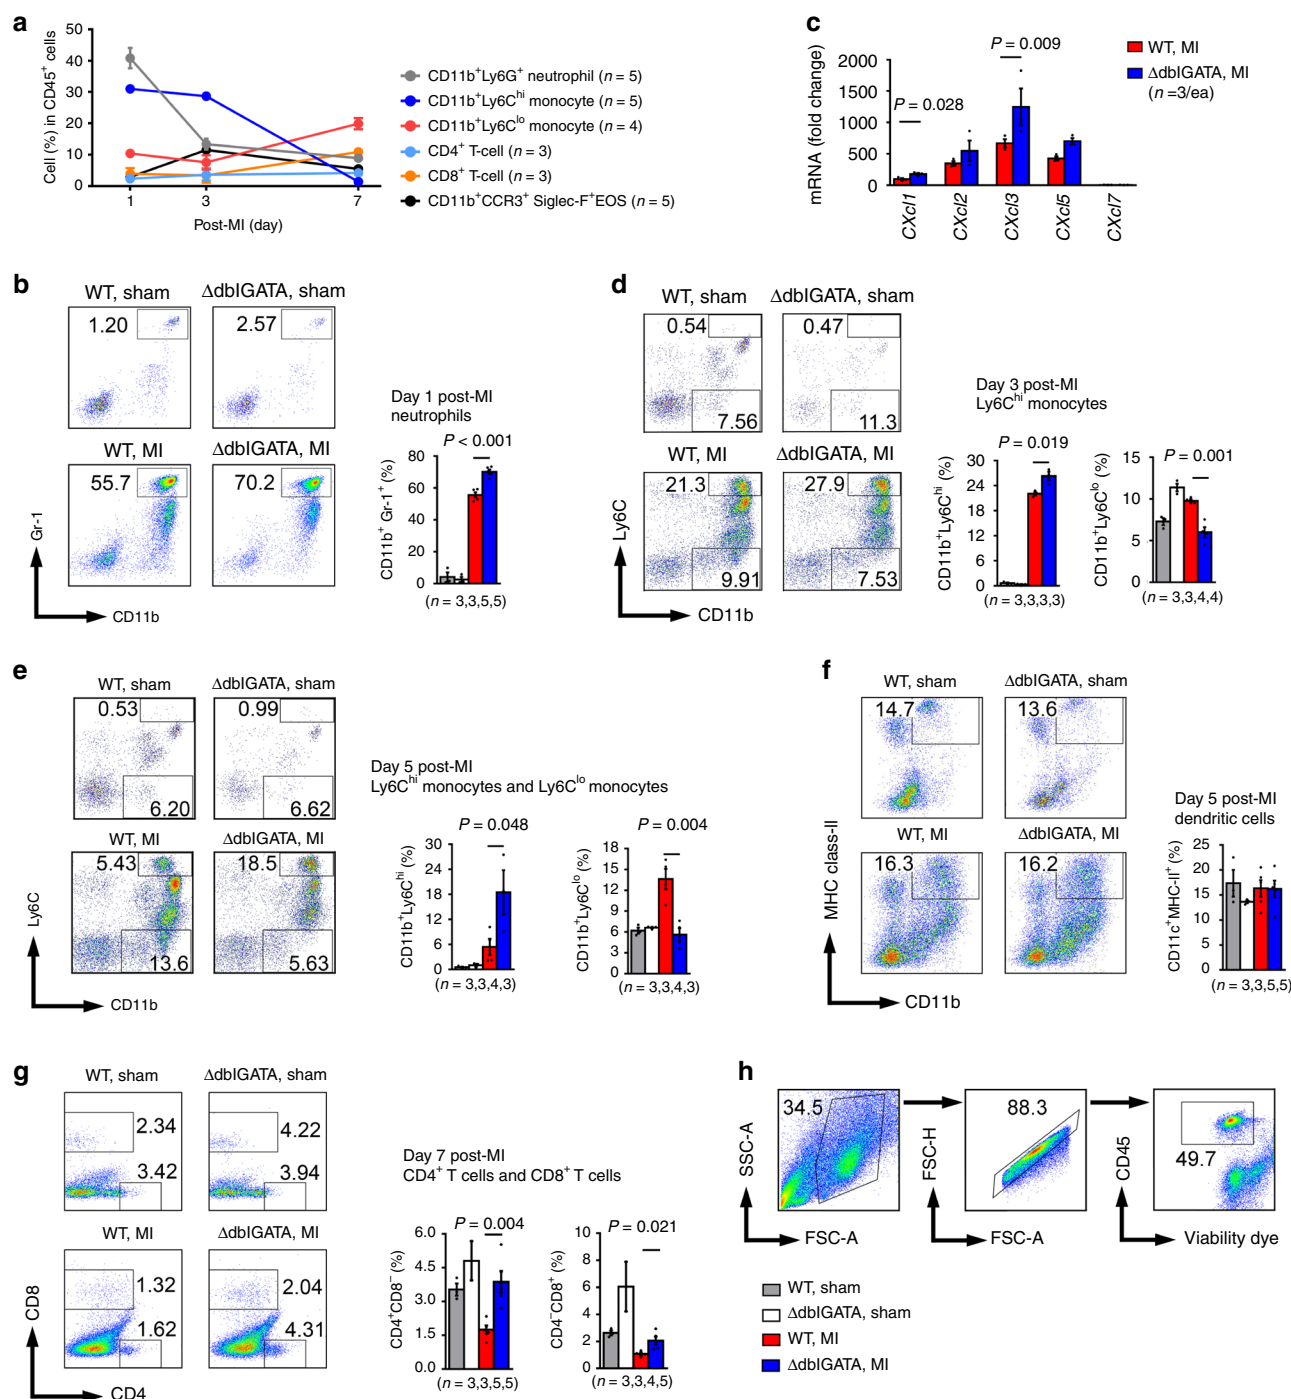 a
Cell (%) in CD45+ cells
50
40
30
20
10
0
1
3
7
Post-MI (day)
CD11b+Ly6G+ neutrophil (n = 5)
CD11b+Ly6Chi monocyte (n = 5)
CD11b+Ly6Clo monocyte (n = 4)
CD4+ T-cell (n = 3)
CD8+ T-cell (n = 3)
CD11b+CCR3+ Siglec-F+EOS (n = 5)
c
mRNA (fold change)
2000
1500
1000
500
0
P = 0.028
P = 0.009
CXcl1
CXcl2
CXcl3
CXcl5
CXcl7
WT, MI
ΔdblGATA, MI
(n =3/ea)
b
WT, sham
ΔdblGATA, sham
1.20
2.57
WT, MI
ΔdblGATA, MI
55.7
70.2
Gr-1
CD11b
Day 1 post-MI
neutrophils
P < 0.001
CD11b+ Gr-1+ (%)
80
60
40
20
0
(n = 3,3,5,5)
d
WT, sham
ΔdblGATA, sham
0.54
0.47
7.56
11.3
WT, MI
ΔdblGATA, MI
21.3
27.9
9.91
7.53
Ly6C
CD11b
Day 3 post-MI
Ly6Chi monocytes
P = 0.019
CD11b+Ly6Chi (%)
30
24
18
12
6
0
(n = 3,3,3,3)
P = 0.001
CD11b+Ly6Clo (%)
15
10
5
0
(n = 3,3,4,4)
e
WT, sham
ΔdblGATA, sham
0.53
0.99
6.20
6.62
WT, MI
ΔdblGATA, MI
5.43
18.5
13.6
5.63
Ly6C
CD11b
Day 5 post-MI
Ly6Chi monocytes and Ly6Clo monocytes
P = 0.048
CD11b+Ly6Chi (%)
30
24
18
12
6
0
(n = 3,3,4,3)
P = 0.004
CD11b+Ly6Clo (%)
18
15
12
9
6
3
0
(n = 3,3,4,3)
f
WT, sham
ΔdblGATA, sham
14.7
13.6
WT, MI
ΔdblGATA, MI
16.3
16.2
MHC class-II
CD11b
Day 5 post-MI
dendritic cells
CD11c+MHC-II+ (%)
25
20
15
10
5
0
(n = 3,3,5,5)
g
WT, sham
ΔdblGATA, sham
2.34
4.22
3.42
3.94
WT, MI
ΔdblGATA, MI
1.32
2.04
1.62
4.31
CD8
CD4
Day 7 post-MI
CD4+ T cells and CD8+ T cells
P = 0.004
CD4+CD8− (%)
6.0
4.5
3.0
1.5
0.0
(n = 3,3,5,5)
P = 0.021
CD4−CD8+ (%)
10
8
6
4
2
0
(n = 3,3,4,5)
h
34.5
SSC-A
FSC-A
88.3
FSC-H
FSC-A
49.7
CD45
Viability dye
WT, sham
ΔdblGATA, sham
WT, MI
ΔdblGATA, MI